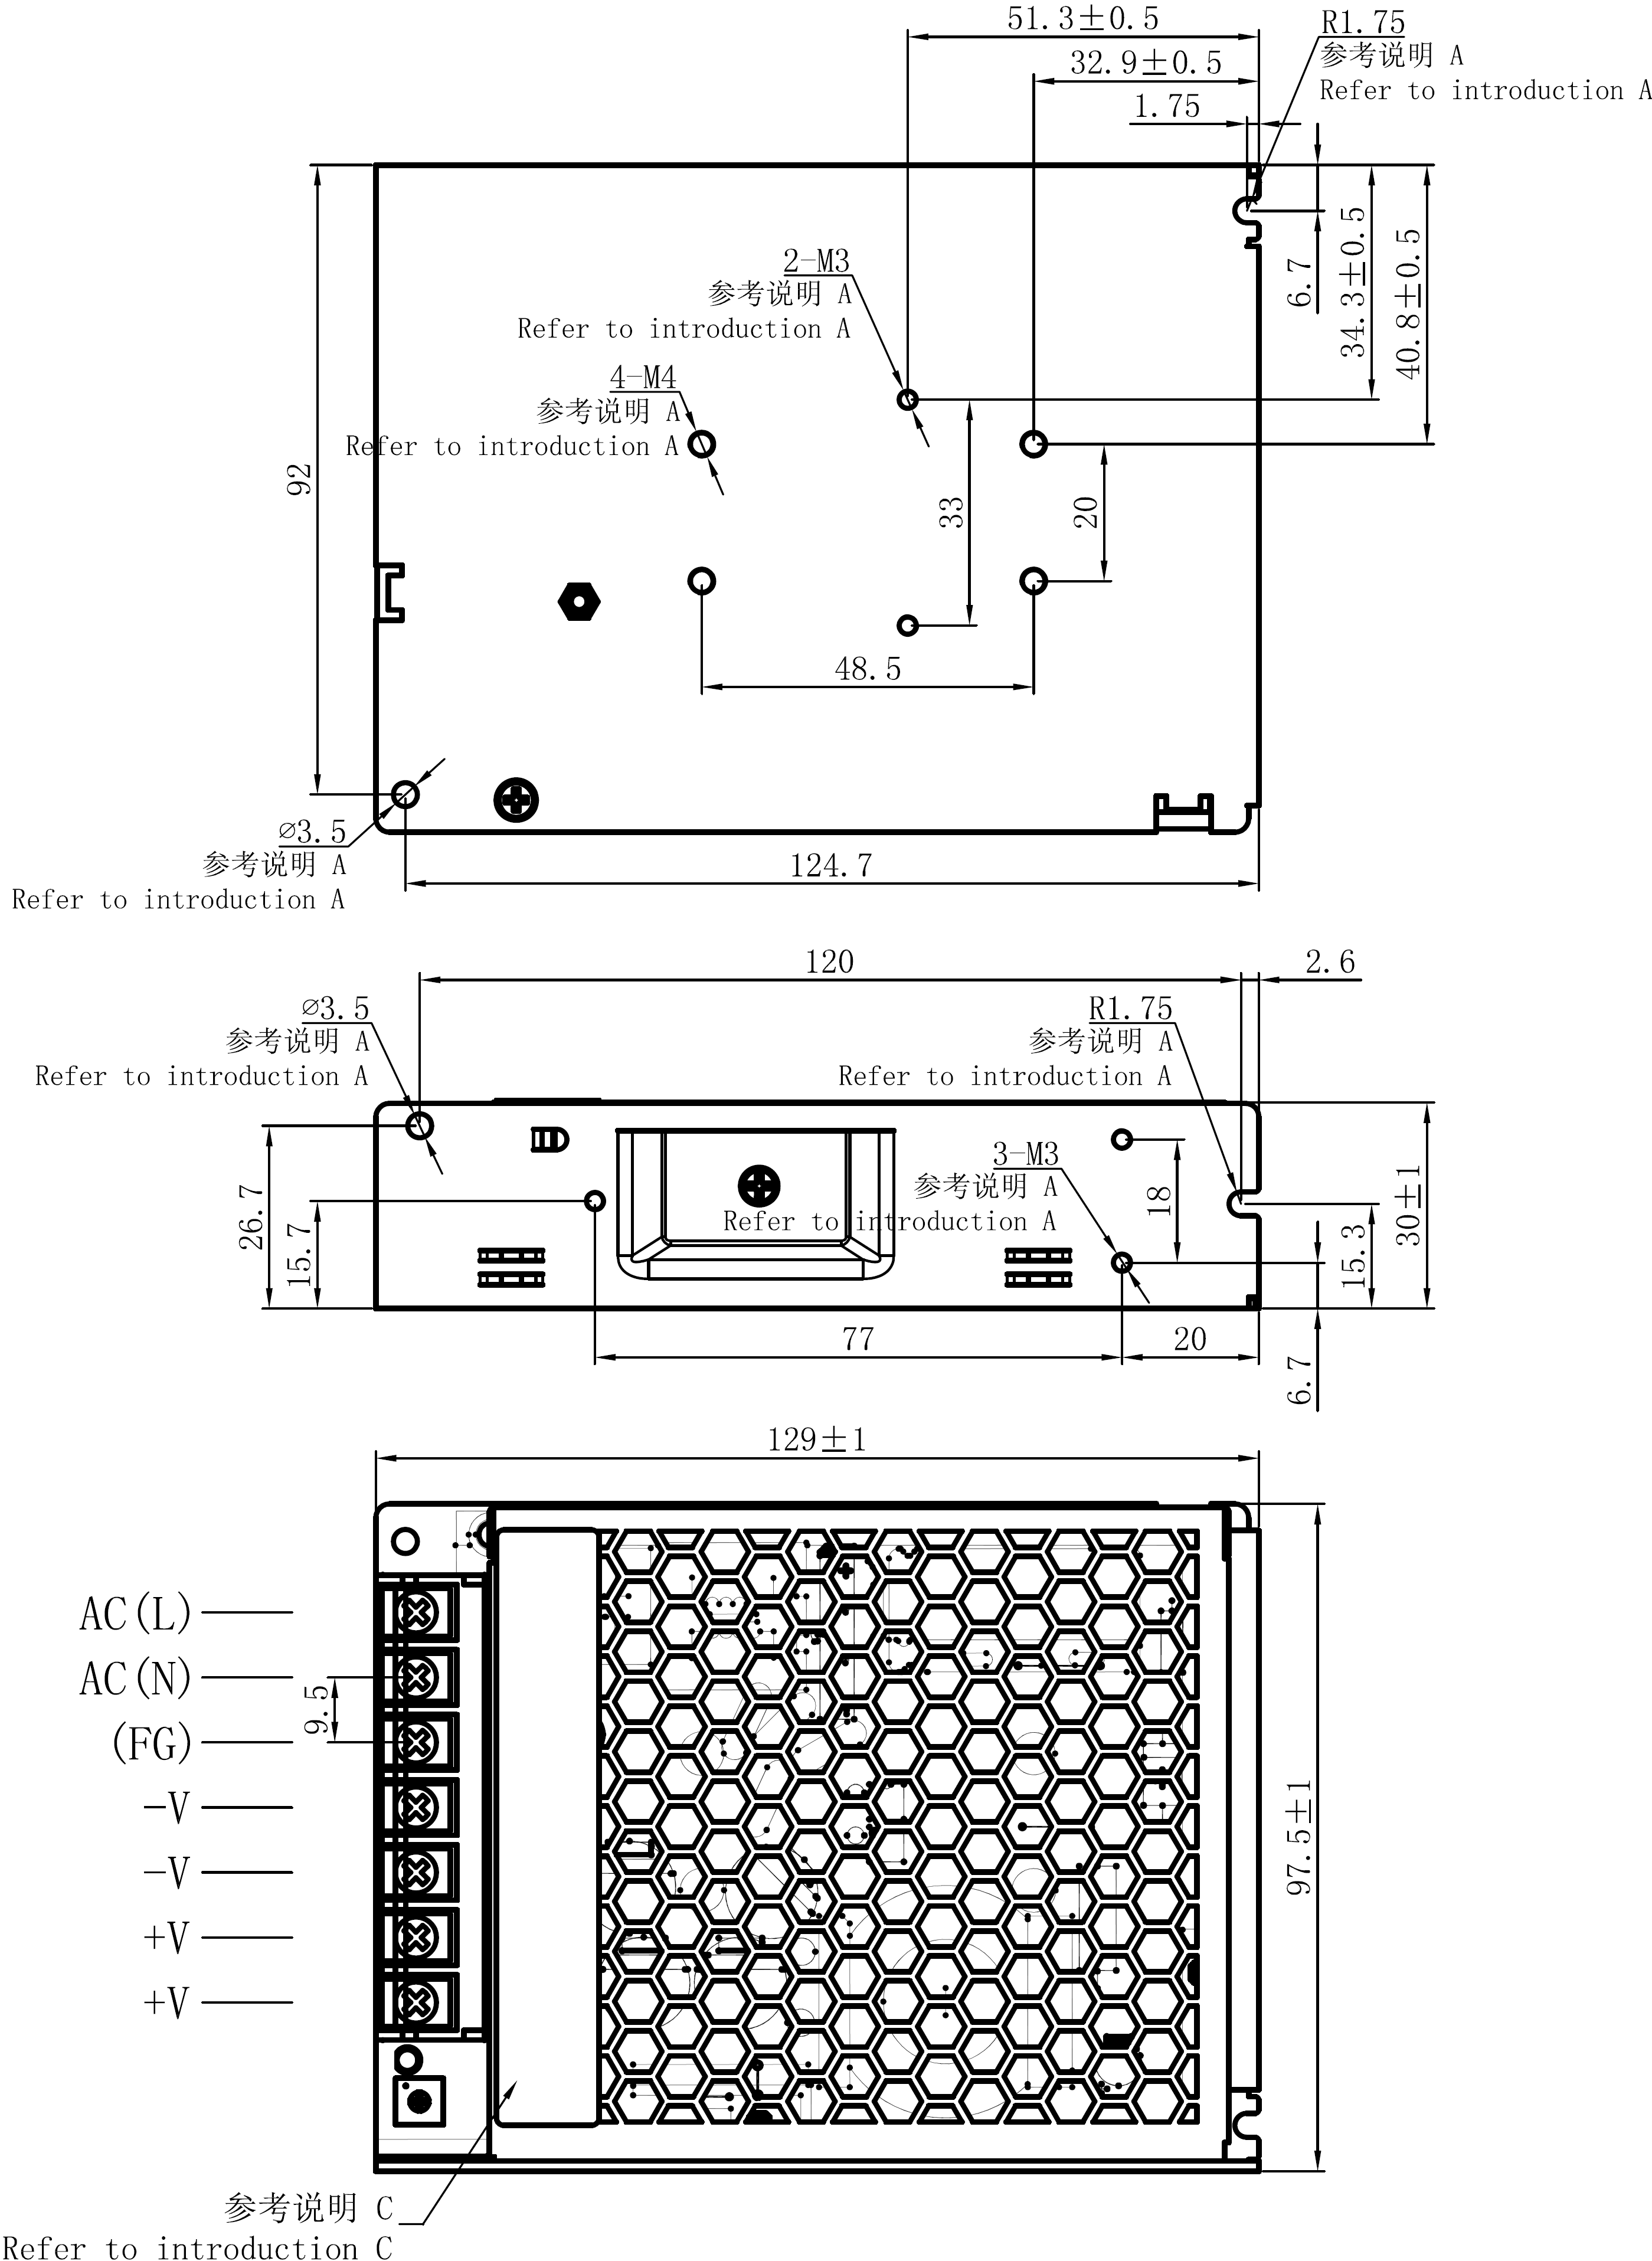 51.3±0.5
R1.75
参考说明 A
Refer to introduction A
32.9±0.5
1.75
6.7
34.3±0.5
40.8±0.5
2-M3
参考说明 A
Refer to introduction A
4-M4
参考说明 A
Refer to introduction A
92
33
20
48.5
⌀3.5
参考说明 A
Refer to introduction A
124.7
120
2.6
⌀3.5
参考说明 A
Refer to introduction A
R1.75
参考说明 A
Refer to introduction A
3-M3
参考说明 A
Refer to introduction A
26.7
15.7
18
15.3
30±1
77
20
6.7
129±1
AC(L)
AC(N)
9.5
(FG)
-V
-V
+V
+V
97.5±1
参考说明 C
Refer to introduction C